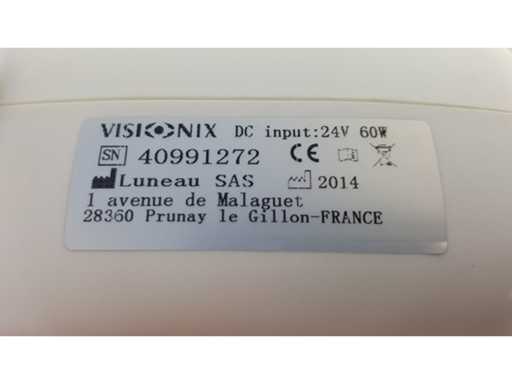 VISIONIX DC input:24V 60W
SN 40991272 CE
Luneau SAS 2014
1 avenue de Malaguet
28360 Prunay le Gillon-FRANCE